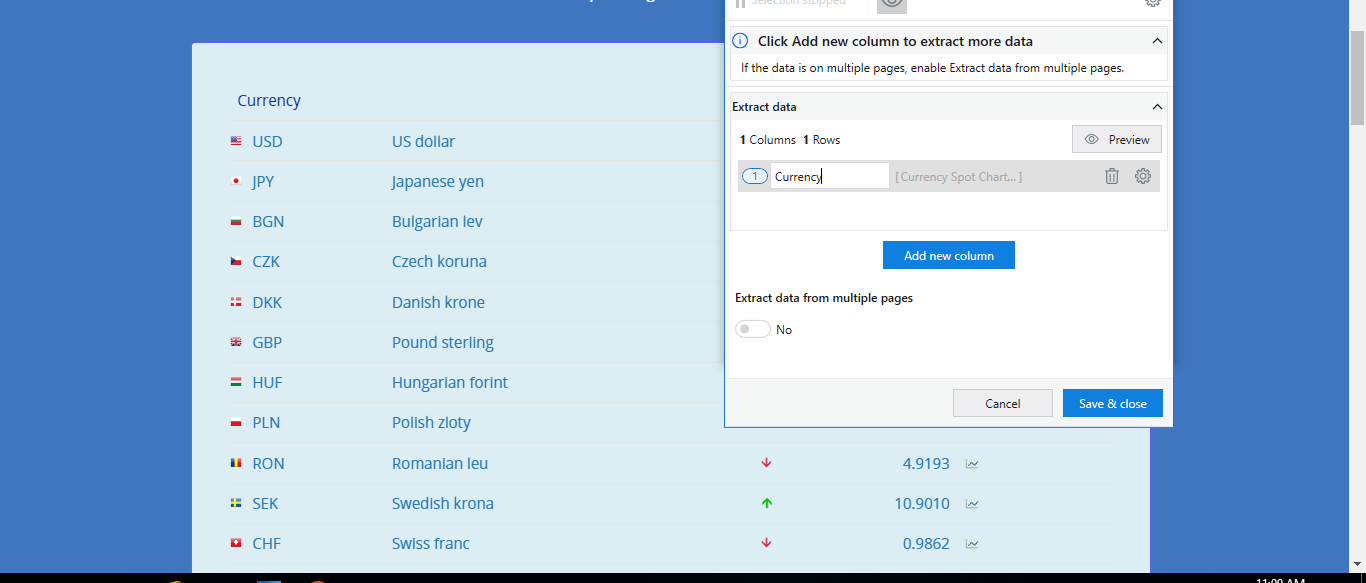 Selection stopped
Click Add new column to extract more data
If the data is on multiple pages, enable Extract data from multiple pages.
Extract data
1 Columns 1 Rows
Preview
1 Currency [ Currency Spot Chart... ]
Add new column
Extract data from multiple pages
No
Cancel
Save & close
Currency
USD US dollar
JPY Japanese yen
BGN Bulgarian lev
CZK Czech koruna
DKK Danish krone
GBP Pound sterling
HUF Hungarian forint
PLN Polish zloty
RON Romanian leu 4.9193
SEK Swedish krona 10.9010
CHF Swiss franc 0.9862
11:00 AM